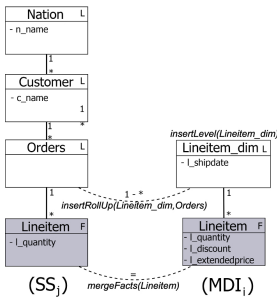 Nation L
- n_name
1
*
Customer L
- c_name
1
*
1
*
Orders L
insertLevel(Lineitem_dim)
Lineitem_dim L
- l_shipdate
1 - *
insertRollUp(Lineitem_dim,Orders)
1
*
1
*
Lineitem F
- l_quantity
Lineitem F
- l_quantity
- l_discount
- l_extendedprice
=
mergeFacts(Lineitem)
(SSj)
(MDIi)